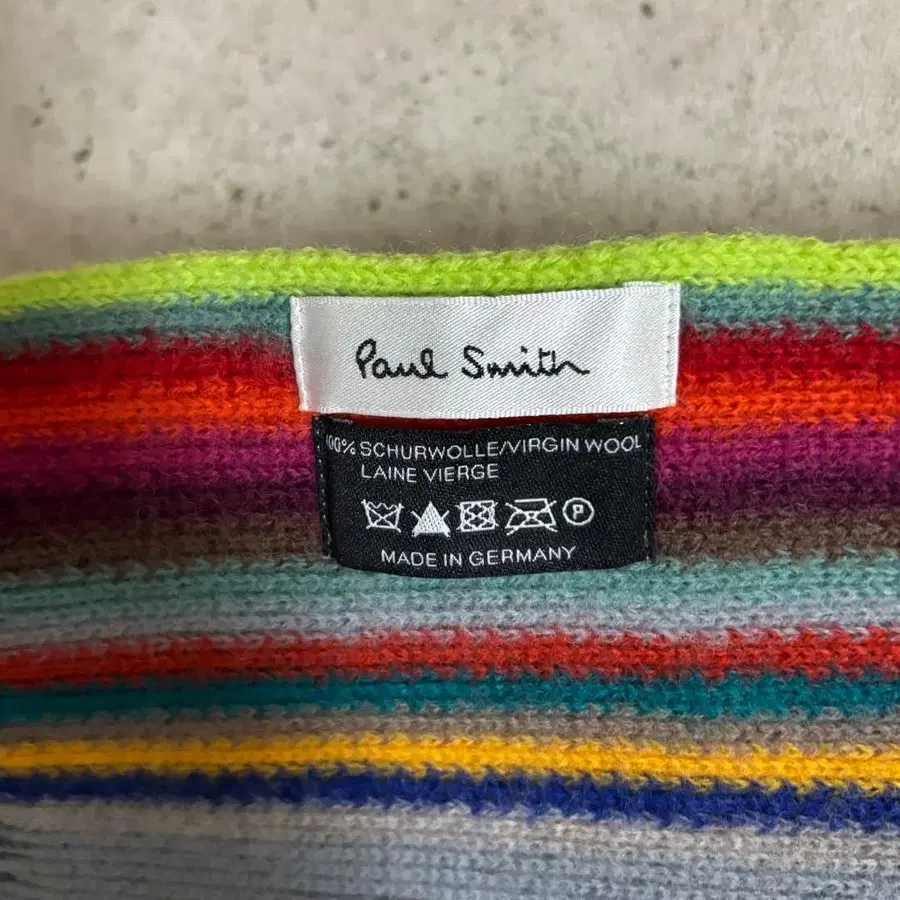 Paul Smith
100% SCHURWOLLE/VIRGIN WOOL
LAINE VIERGE
P
MADE IN GERMANY